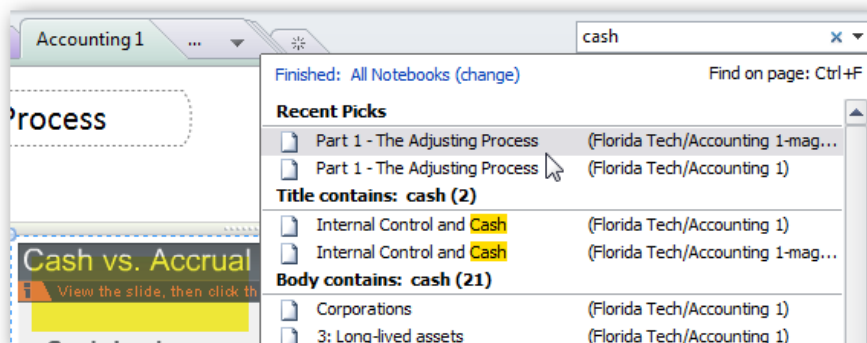 Accounting 1 ... cash
Finished: All Notebooks (change) Find on page: Ctrl+F
Process
Recent Picks
Part 1 - The Adjusting Process (Florida Tech/Accounting 1-mag...
Part 1 - The Adjusting Process (Florida Tech/Accounting 1)
Title contains: cash (2)
Internal Control and Cash (Florida Tech/Accounting 1)
Internal Control and Cash (Florida Tech/Accounting 1-mag...
Cash vs. Accrual
Body contains: cash (21)
View the slide, then click th
Corporations (Florida Tech/Accounting 1)
3: Long-lived assets (Florida Tech/Accounting 1)